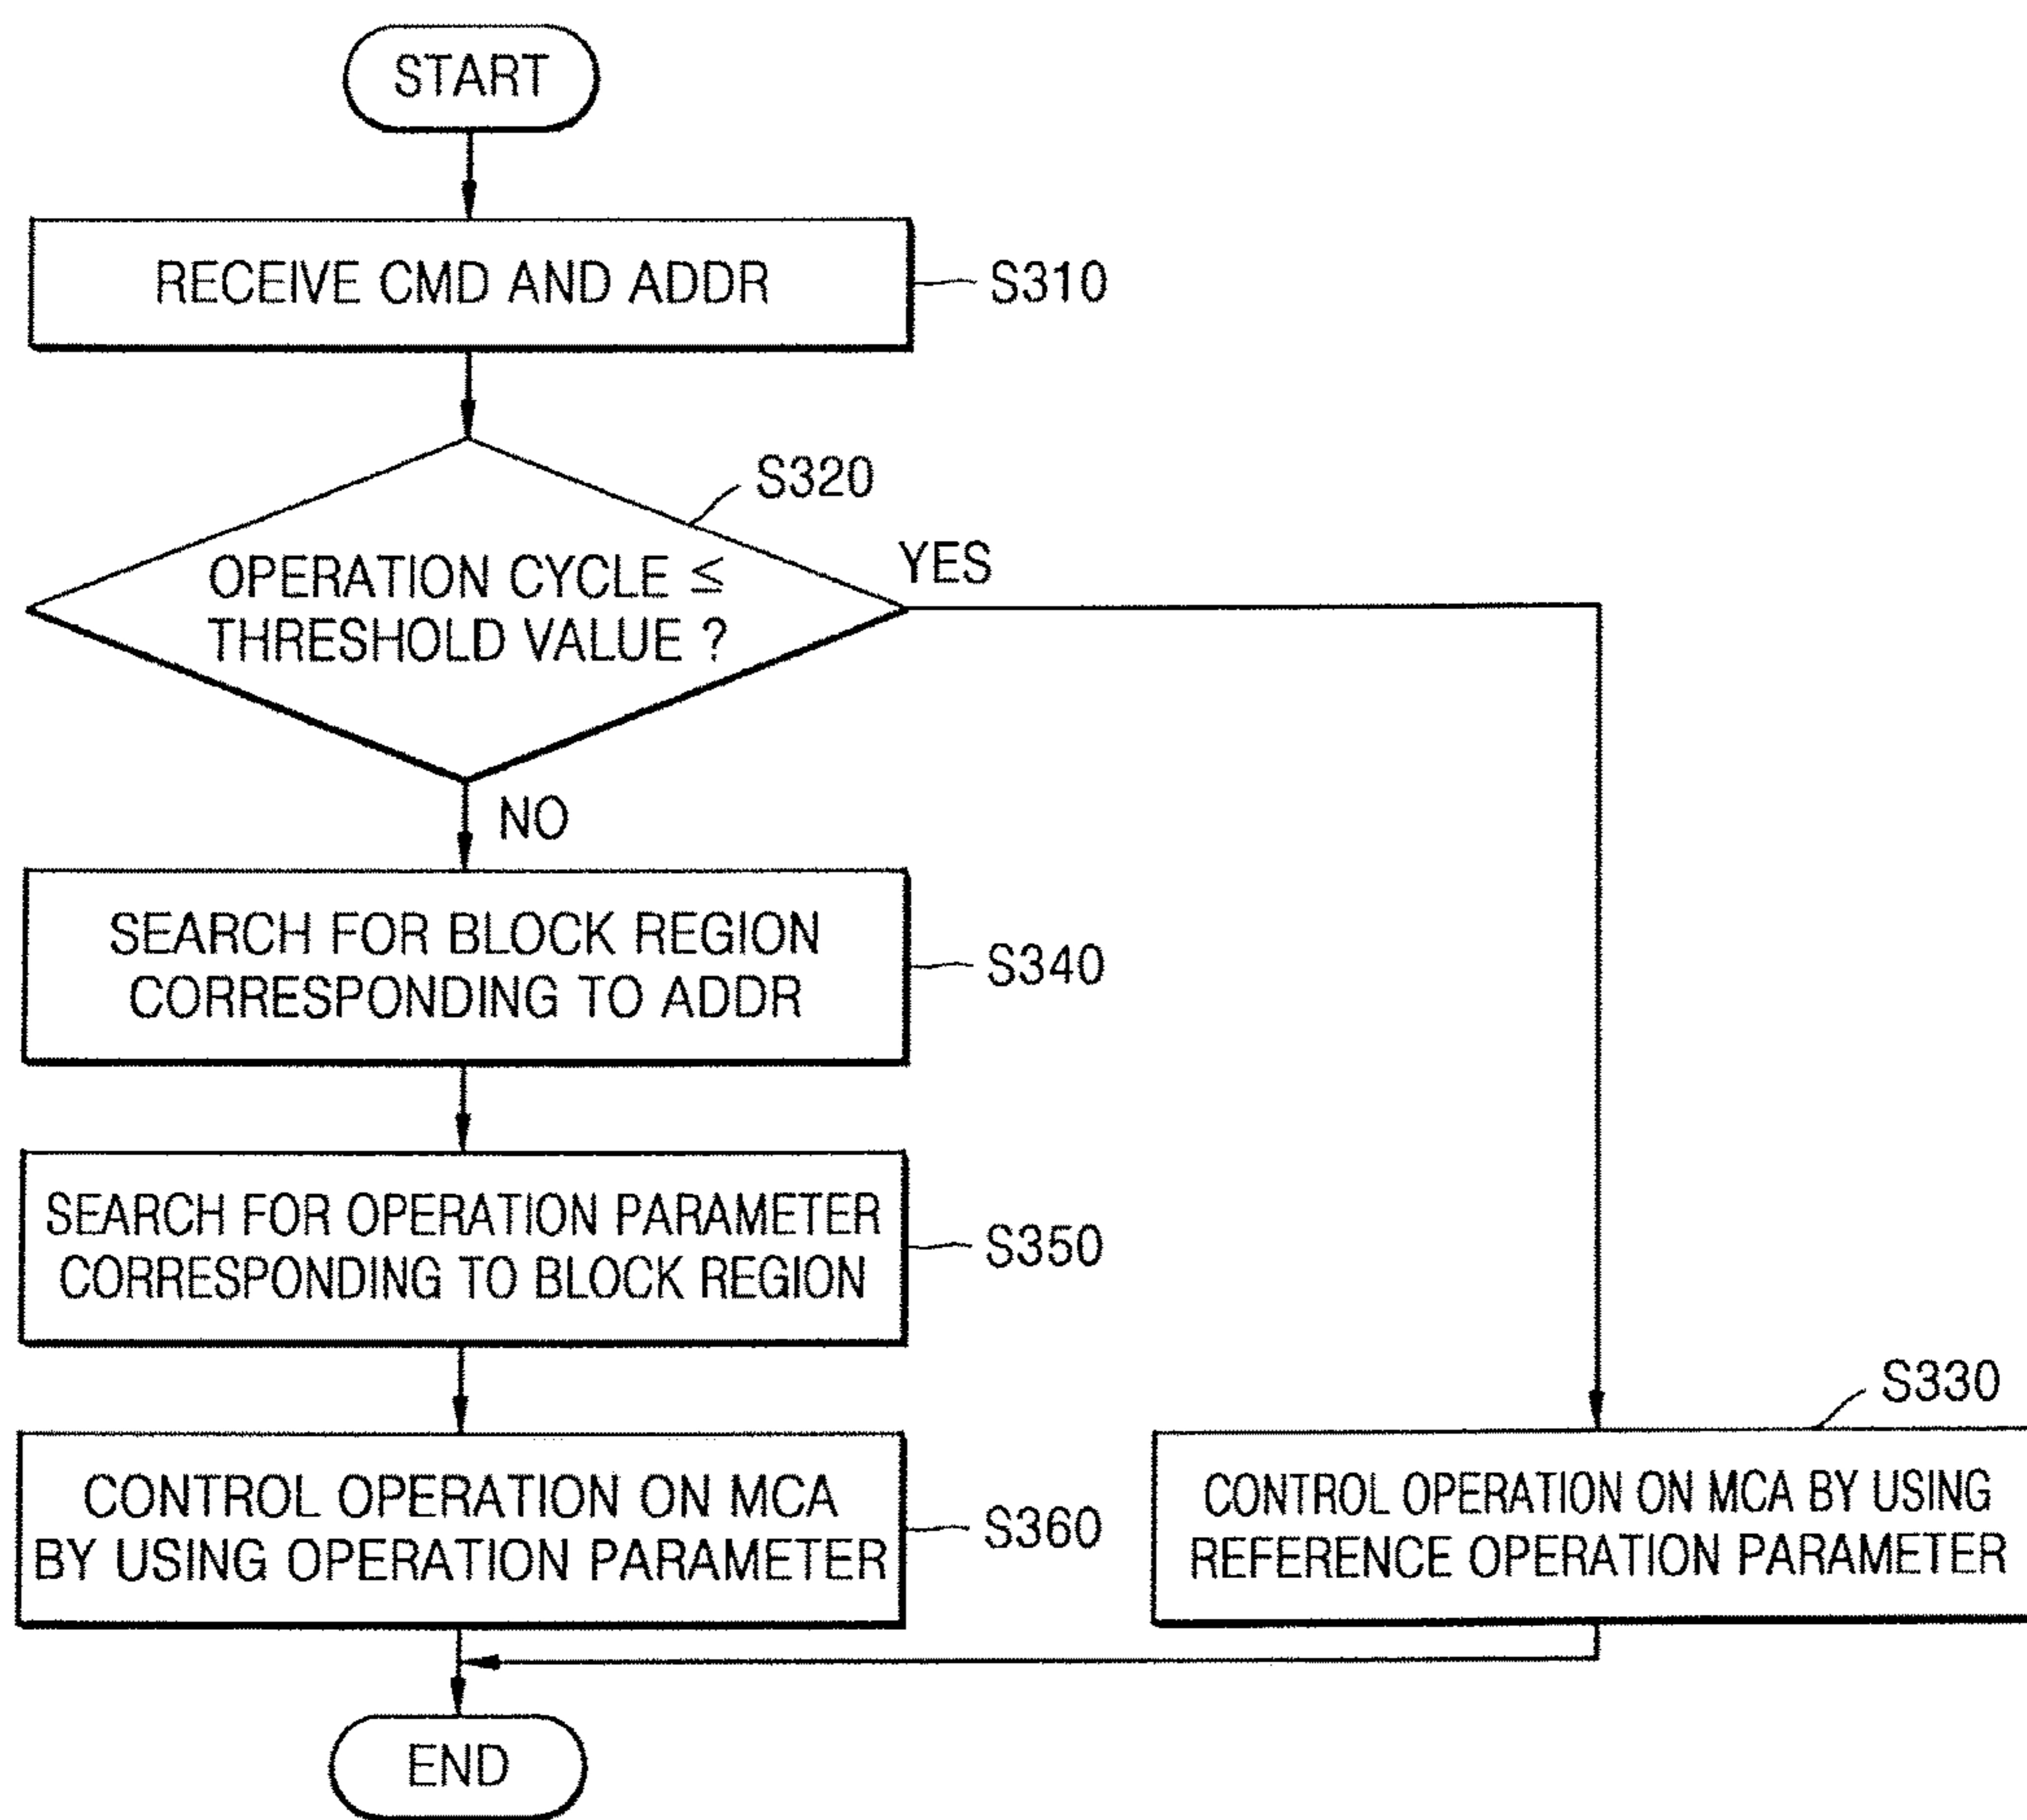 START
RECEIVE CMD AND ADDR
S310
S320
OPERATION CYCLE ≤
THRESHOLD VALUE ?
YES
NO
SEARCH FOR BLOCK REGION
CORRESPONDING TO ADDR
S340
SEARCH FOR OPERATION PARAMETER
CORRESPONDING TO BLOCK REGION
S350
CONTROL OPERATION ON MCA
BY USING OPERATION PARAMETER
S360
S330
CONTROL OPERATION ON MCA BY USING
REFERENCE OPERATION PARAMETER
END